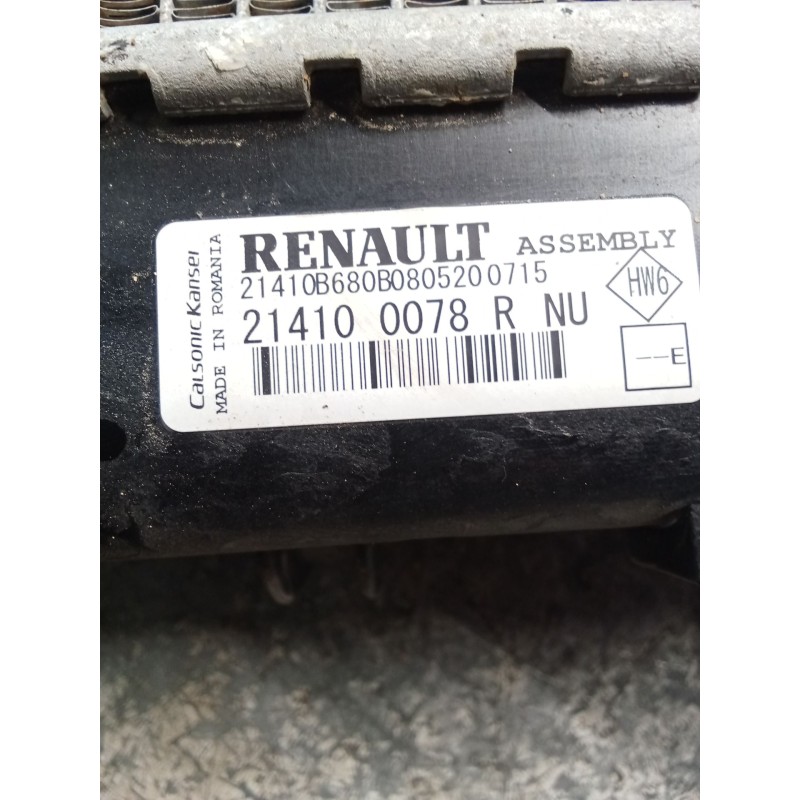 Calsonic Kansei
MADE IN ROMANIA
RENAULT ASSEMBLY
21410B680B0805200715
21410 0078 R NU
HW6
--E